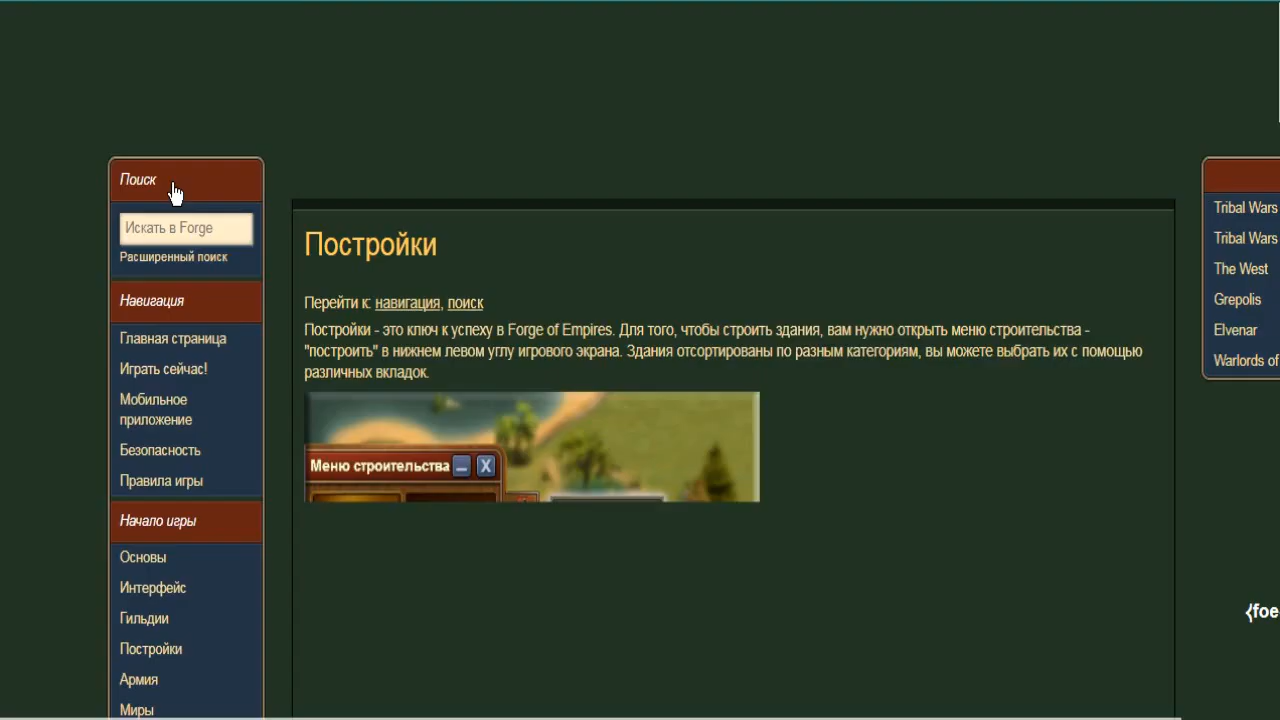 Поиск
Искать в Forge
Расширенный поиск
Навигация
Главная страница
Играть сейчас!
Мобильное
приложение
Безопасность
Правила игры
Начало игры
Основы
Интерфейс
Гильдии
Постройки
Армия
Миры
Постройки
Перейти к: навигация, поиск
Постройки - это ключ к успеху в Forge of Empires. Для того, чтобы строить здания, вам нужно открыть меню строительства -
"построить" в нижнем левом углу игрового экрана. Здания отсортированы по разным категориям, вы можете выбрать их с помощью
различных вкладок.
Меню строительства
Tribal Wars
Tribal Wars
The West
Grepolis
Elvenar
Warlords of
{foe